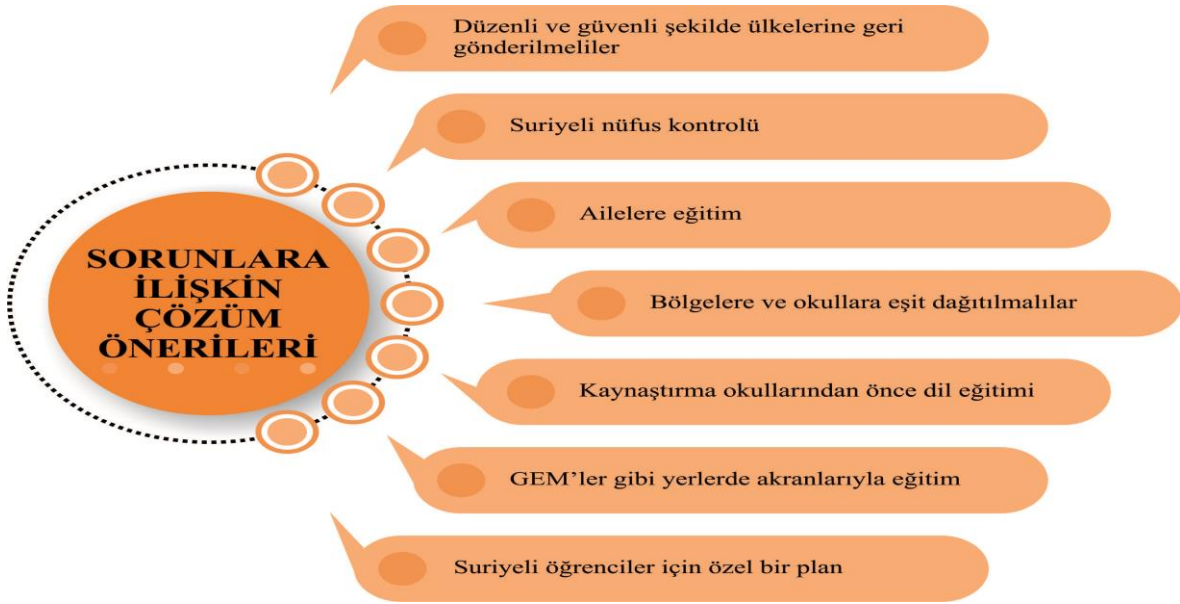 SORUNLARA
İLİŞKİN
ÇÖZÜM
ÖNERİLERİ
Düzenli ve güvenli şekilde ülkelerine geri
gönderilmeliler
Suriyeli nüfus kontrolü
Ailelere eğitim
Bölgelere ve okullara eşit dağıtılmalılar
Kaynaştırma okullarından önce dil eğitimi
GEM’ler gibi yerlerde akranlarıyla eğitim
Suriyeli öğrenciler için özel bir plan